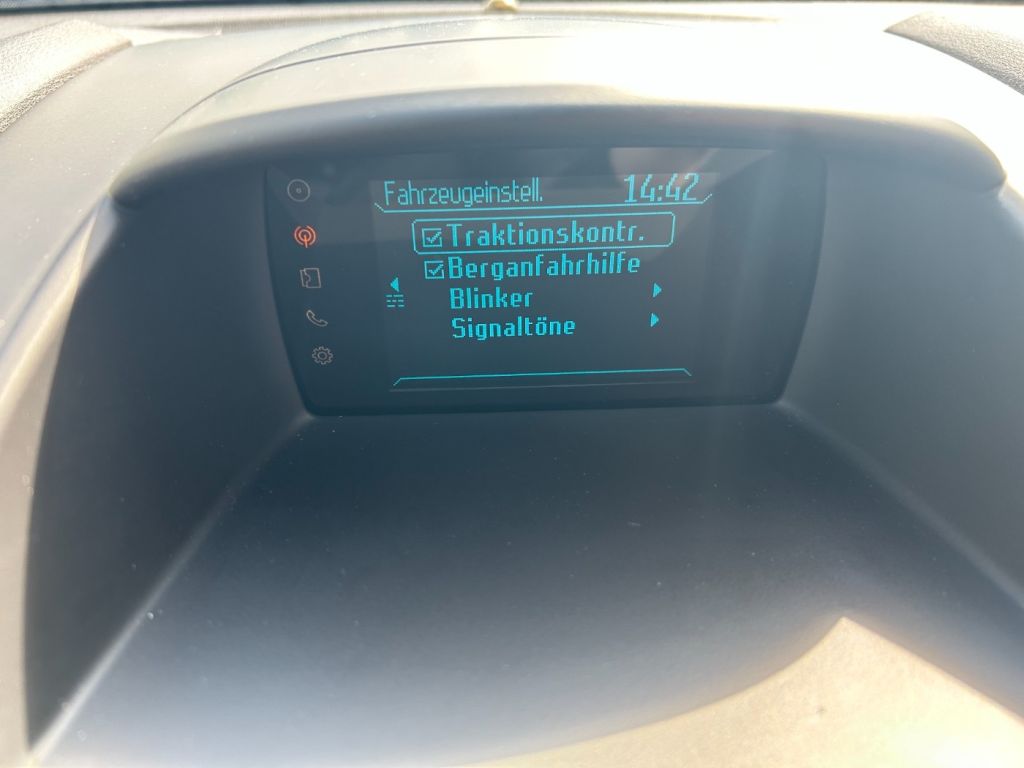 Fahrzeugeinstell. 14:42
Traktionskontr.
Berganfahrhilfe
Blinker
Signaltöne